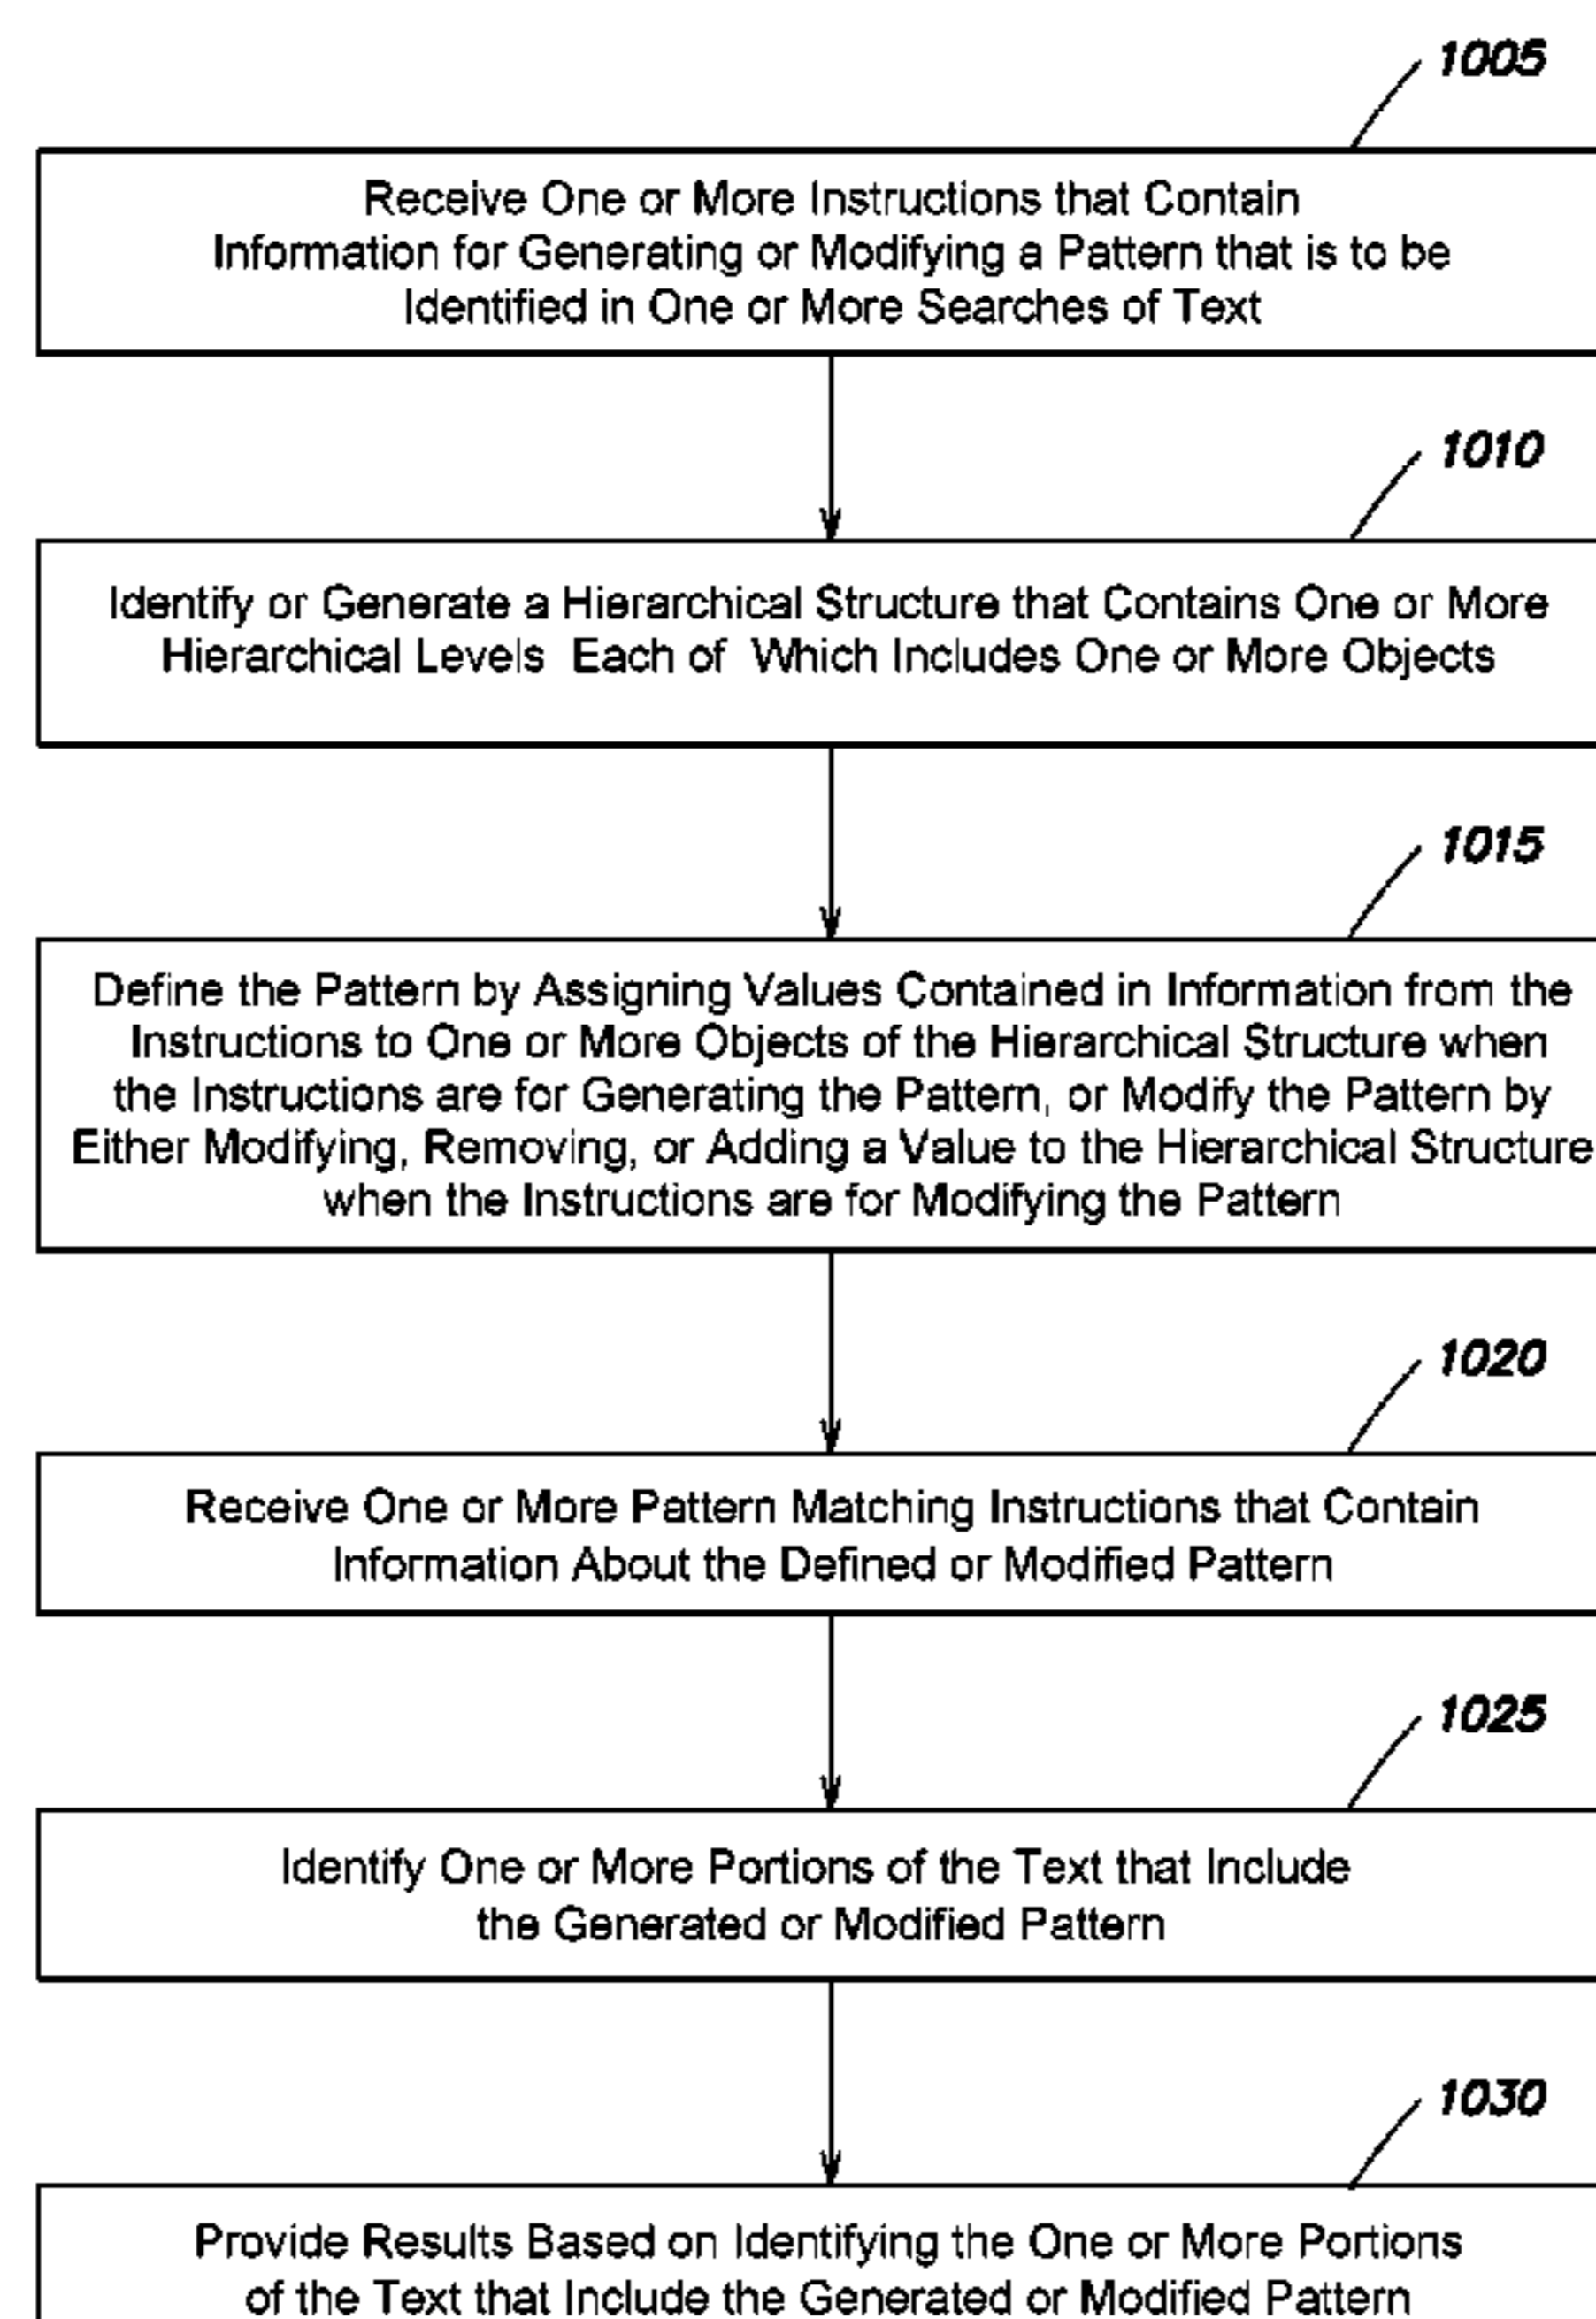 1005
Receive One or More Instructions that Contain
Information for Generating or Modifying a Pattern that is to be
Identified in One or More Searches of Text
1010
Identify or Generate a Hierarchical Structure that Contains One or More
Hierarchical Levels Each of Which Includes One or More Objects
1015
Define the Pattern by Assigning Values Contained in Information from the
Instructions to One or More Objects of the Hierarchical Structure when
the Instructions are for Generating the Pattern, or Modify the Pattern by
Either Modifying, Removing, or Adding a Value to the Hierarchical Structure
when the Instructions are for Modifying the Pattern
1020
Receive One or More Pattern Matching Instructions that Contain
Information About the Defined or Modified Pattern
1025
Identify One or More Portions of the Text that Include
the Generated or Modified Pattern
1030
Provide Results Based on Identifying the One or More Portions
of the Text that Include the Generated or Modified Pattern